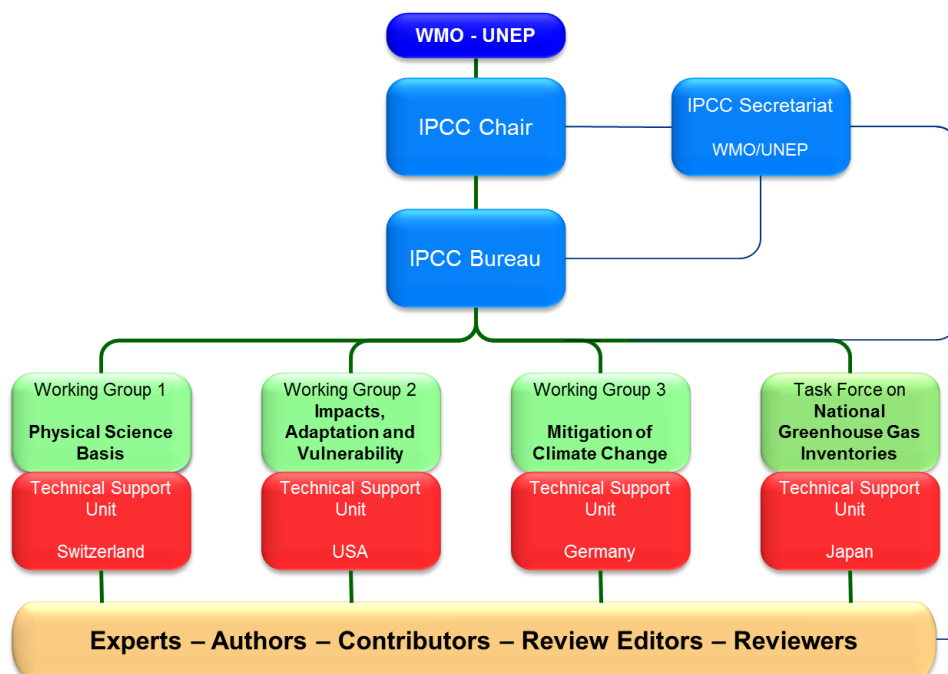 WMO - UNEP
IPCC Chair
IPCC Secretariat
WMO/UNEP
IPCC Bureau
Working Group 1
Physical Science
Basis
Technical Support
Unit
Switzerland
Working Group 2
Impacts,
Adaptation and
Vulnerability
Technical Support
Unit
USA
Working Group 3
Mitigation of
Climate Change
Technical Support
Unit
Germany
Task Force on
National
Greenhouse Gas
Inventories
Technical Support
Unit
Japan
Experts – Authors – Contributors – Review Editors – Reviewers